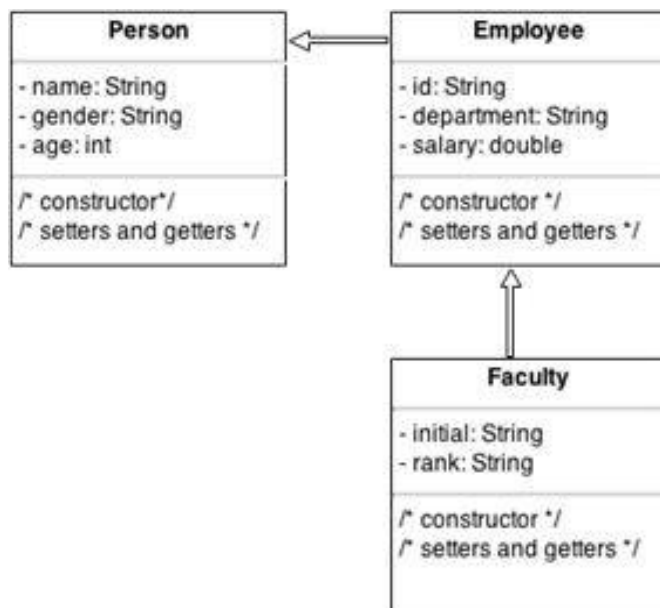 Person
- name: String
- gender: String
- age: int
/* constructor*/
/* setters and getters */
Employee
- id: String
- department: String
- salary: double
/* constructor */
/* setters and getters */
Faculty
- initial: String
- rank: String
/* constructor */
/* setters and getters */